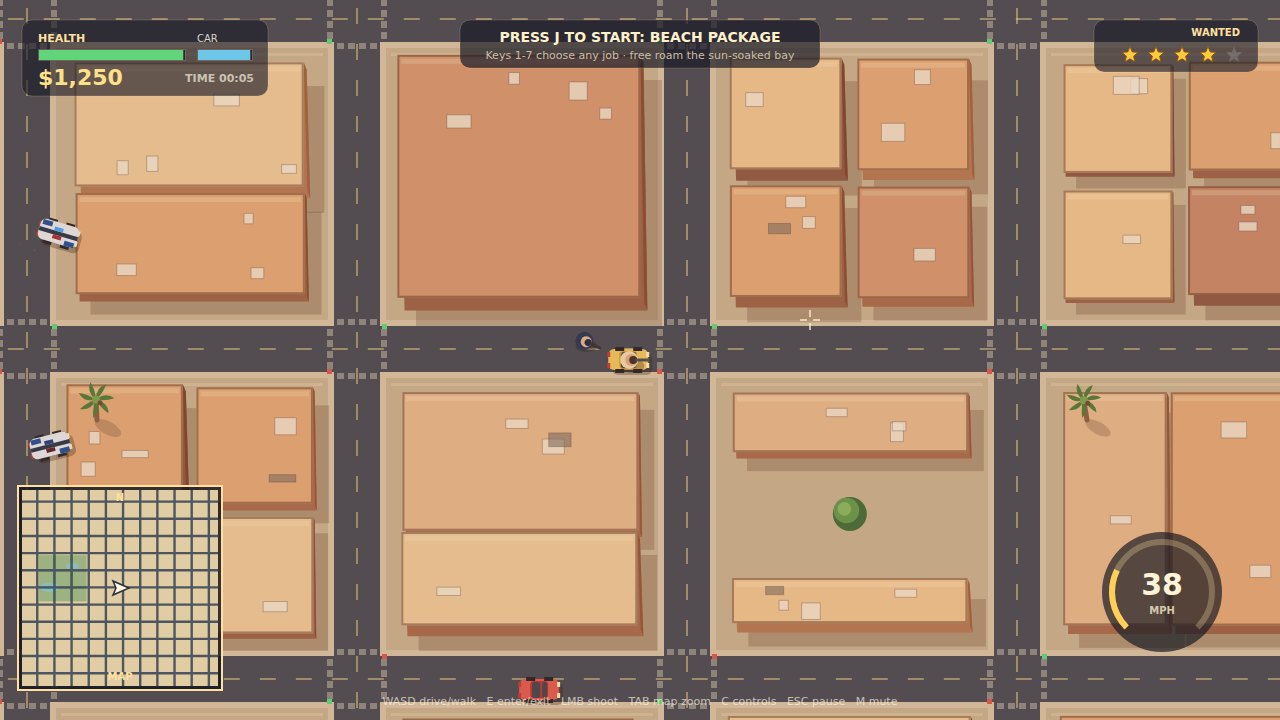 HEALTH
CAR
$1,250
TIME 00:05
PRESS J TO START: BEACH PACKAGE
Keys 1-7 choose any job · free roam the sun-soaked bay
WANTED
N
MAP
38
MPH
WASD drive/walk E enter/exit LMB shoot TAB map zoom C controls ESC pause M mute